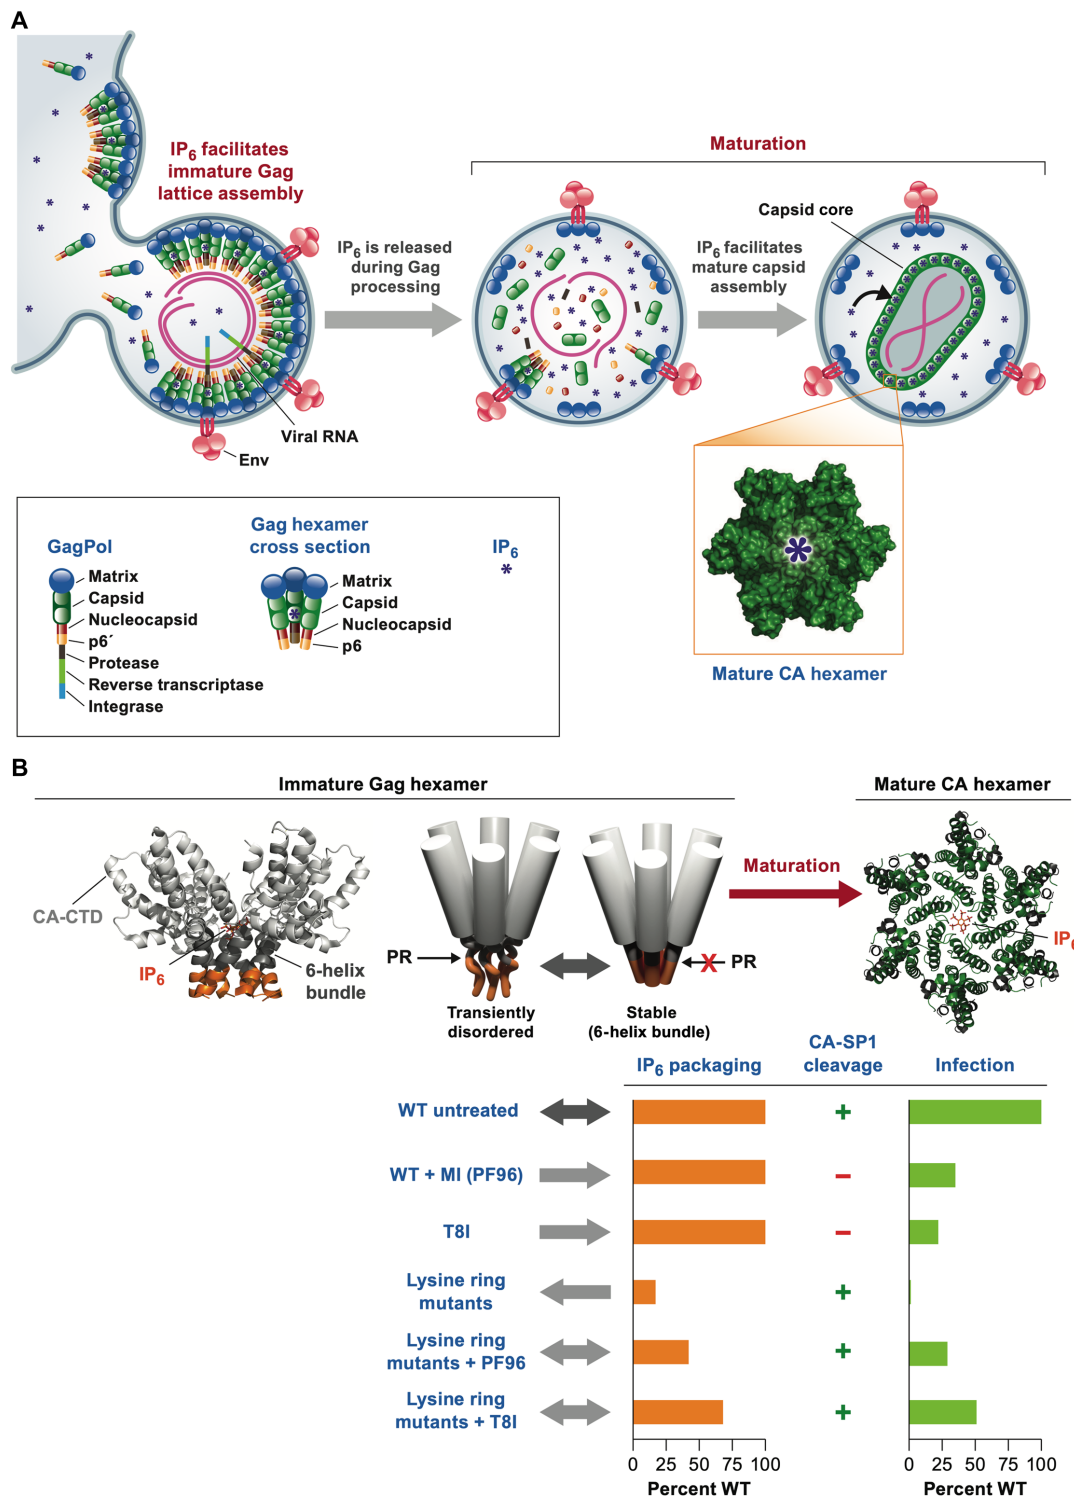 A
IP6 facilitates
immature Gag
lattice assembly
Maturation
IP6 is released
during Gag
processing
Capsid core
IP6 facilitates
mature capsid
assembly
Viral RNA
Env
GagPol
Matrix
Capsid
Nucleocapsid
p6´
Protease
Reverse transcriptase
Integrase
Gag hexamer
cross section
Matrix
Capsid
Nucleocapsid
p6
IP6
*
Mature CA hexamer
B
Immature Gag hexamer
Mature CA hexamer
CA-CTD
IP6
6-helix
bundle
PR
X PR
Transiently
disordered
Stable
(6-helix bundle)
Maturation
IP6
IP6 packaging
CA-SP1
cleavage
Infection
WT untreated
+
WT + MI (PF96)
–
T8I
–
Lysine ring
mutants
+
Lysine ring
mutants + PF96
+
Lysine ring
mutants + T8I
+
0 25 50 75 100
Percent WT
0 25 50 75 100
Percent WT